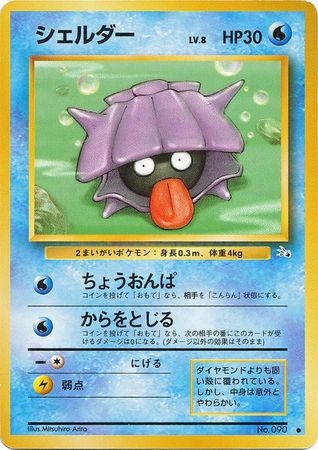 シェルダー LV.8 HP30
2まいがいポケモン：身長0.3m、体重4kg
ちょうおんぱ
コインを投げて「おもて」なら、相手を「こんらん」状態にする。
からをとじる
コインを投げて「おもて」なら、次の相手の番にこのカードが受
けるダメージは0になる。(ダメージ以外の効果はそのまま)
にげる
弱点
ダイヤモンドよりも固
い殻に覆われている。
しかし、中身は意外と
やわらかい。
Illus.Mitsuhiro Arita
No.090